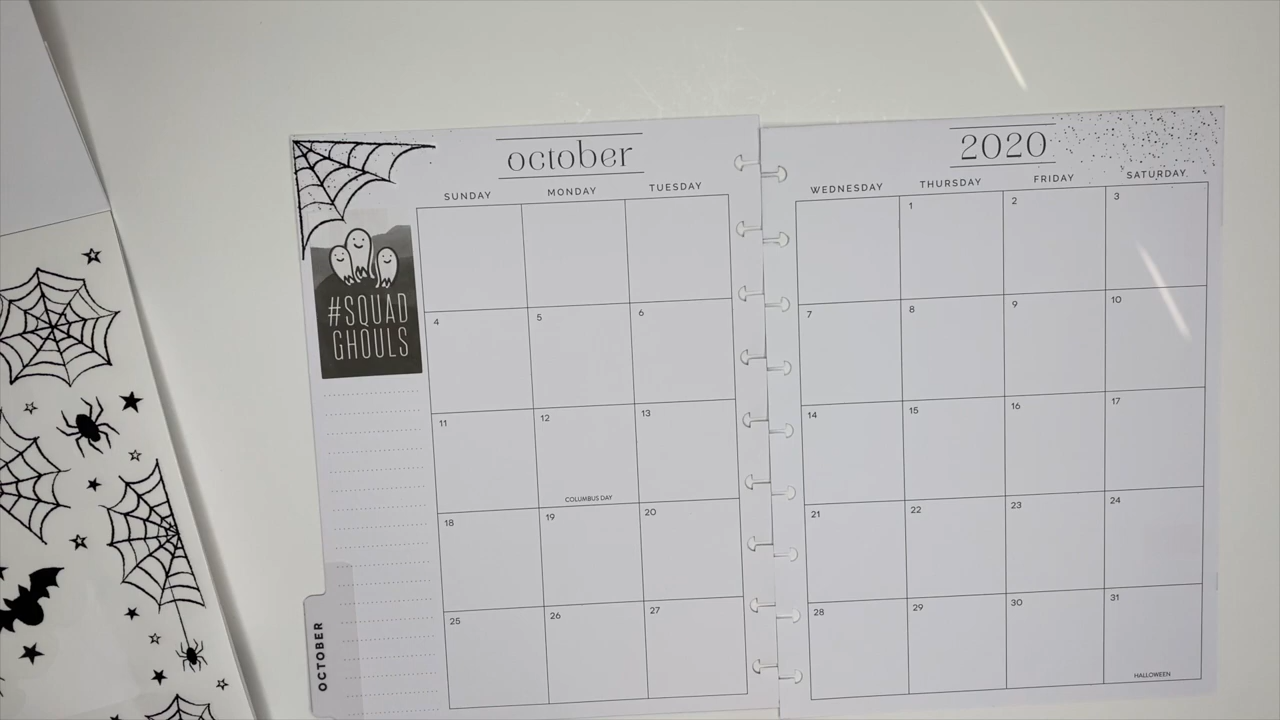 october
2020
SUNDAY MONDAY TUESDAY WEDNESDAY THURSDAY FRIDAY SATURDAY
#SQUAD
GHOULS
1 2 3
4 5 6 7 8 9 10
11 12 13 14 15 16 17
COLUMBUS DAY
18 19 20 21 22 23 24
25 26 27 28 29 30 31
HALLOWEEN
OCTOBER